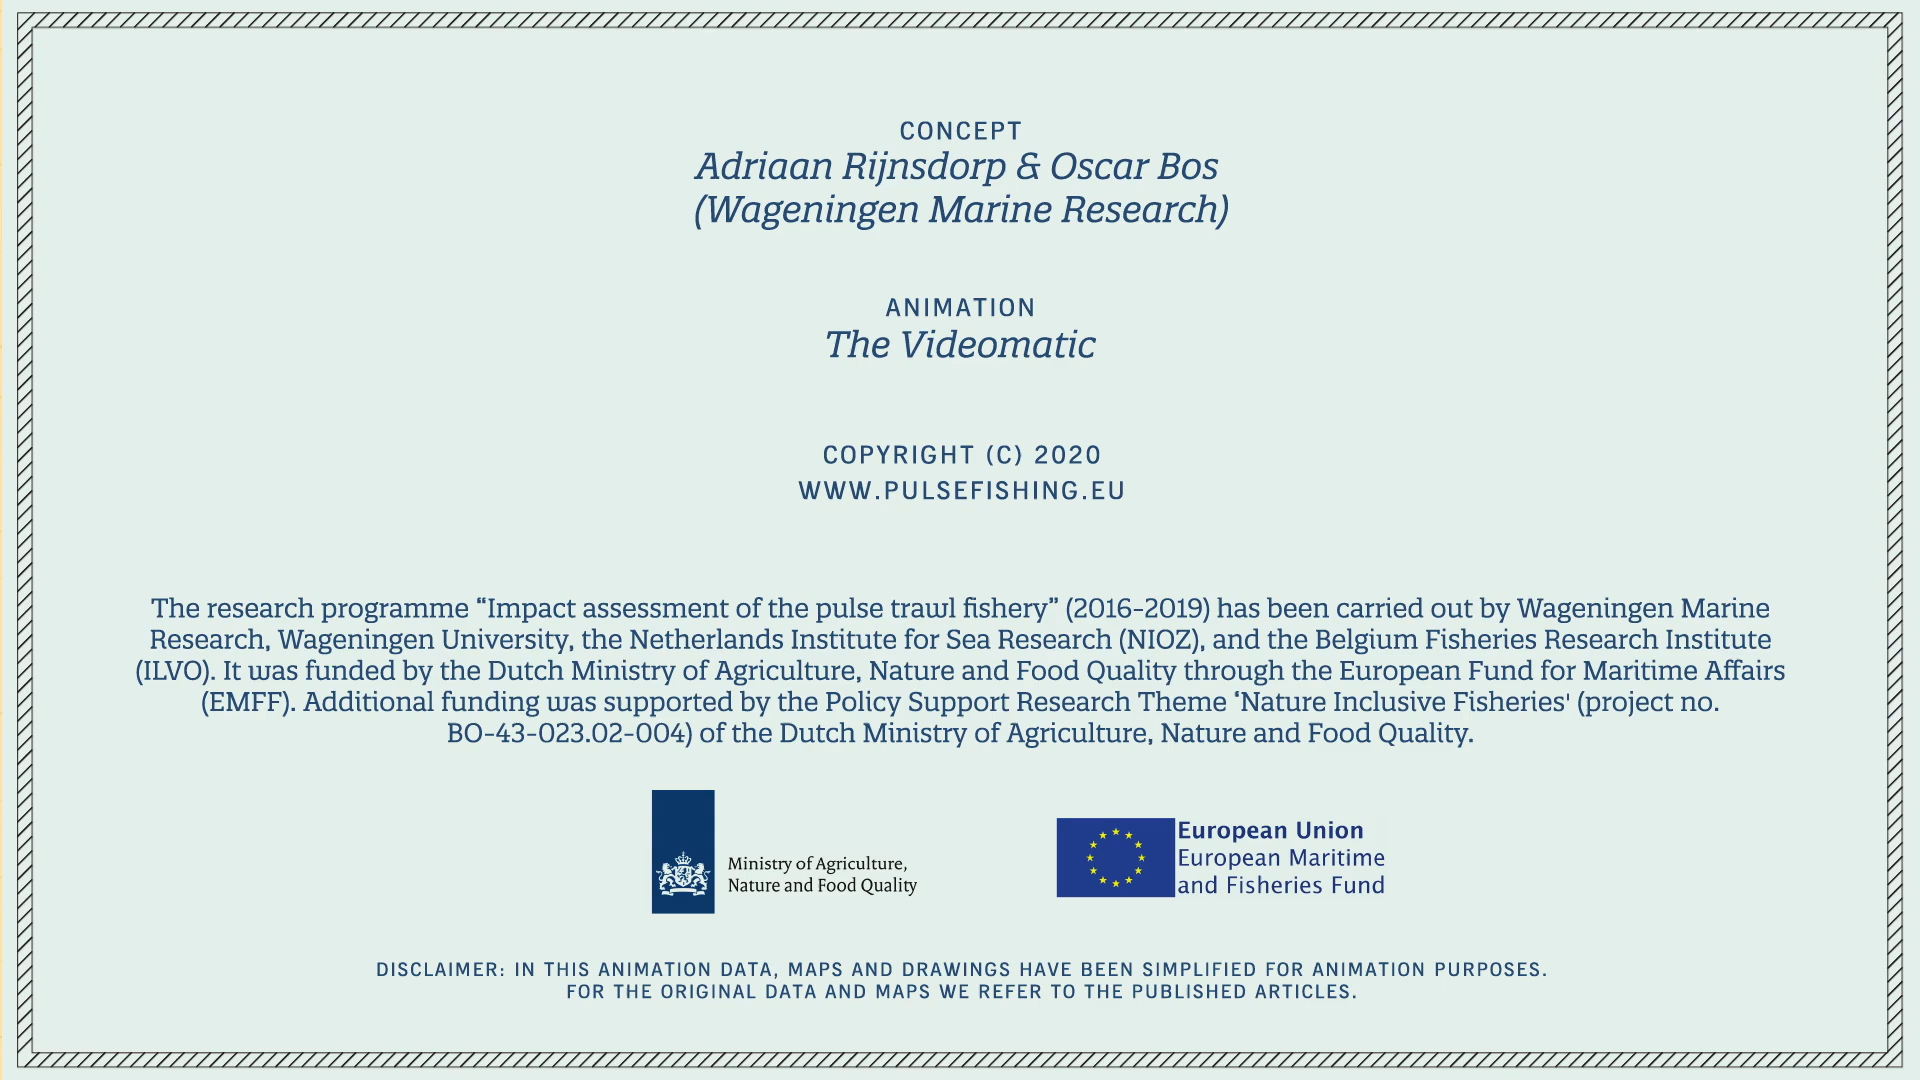 CONCEPT
Adriaan Rijnsdorp & Oscar Bos
(Wageningen Marine Research)
ANIMATION
The Videomatic
COPYRIGHT (C) 2020
WWW.PULSEFISHING.EU
The research programme “Impact assessment of the pulse trawl fishery” (2016-2019) has been carried out by Wageningen Marine
Research, Wageningen University, the Netherlands Institute for Sea Research (NIOZ), and the Belgium Fisheries Research Institute
(ILVO). It was funded by the Dutch Ministry of Agriculture, Nature and Food Quality through the European Fund for Maritime Affairs
(EMFF). Additional funding was supported by the Policy Support Research Theme ‘Nature Inclusive Fisheries' (project no.
BO-43-023.02-004) of the Dutch Ministry of Agriculture, Nature and Food Quality.
Ministry of Agriculture,
Nature and Food Quality
European Union
European Maritime
and Fisheries Fund
DISCLAIMER: IN THIS ANIMATION DATA, MAPS AND DRAWINGS HAVE BEEN SIMPLIFIED FOR ANIMATION PURPOSES.
FOR THE ORIGINAL DATA AND MAPS WE REFER TO THE PUBLISHED ARTICLES.